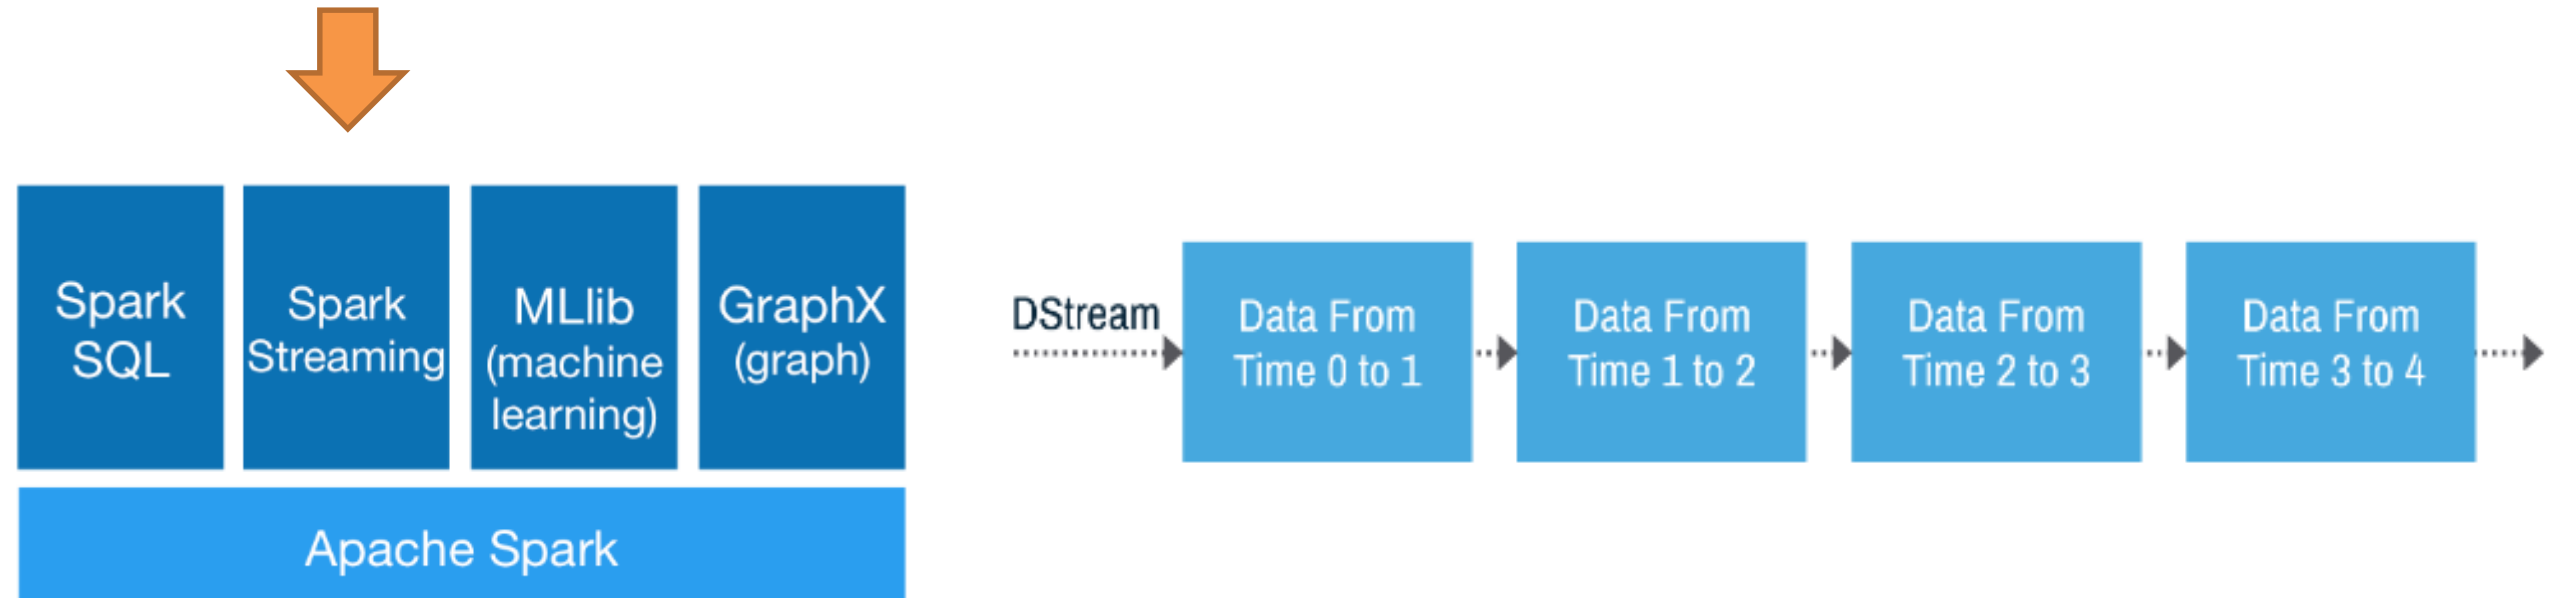 Spark
SQL
Spark
Streaming
MLlib
(machine
learning)
GraphX
(graph)
Apache Spark
DStream
Data From
Time 0 to 1
Data From
Time 1 to 2
Data From
Time 2 to 3
Data From
Time 3 to 4